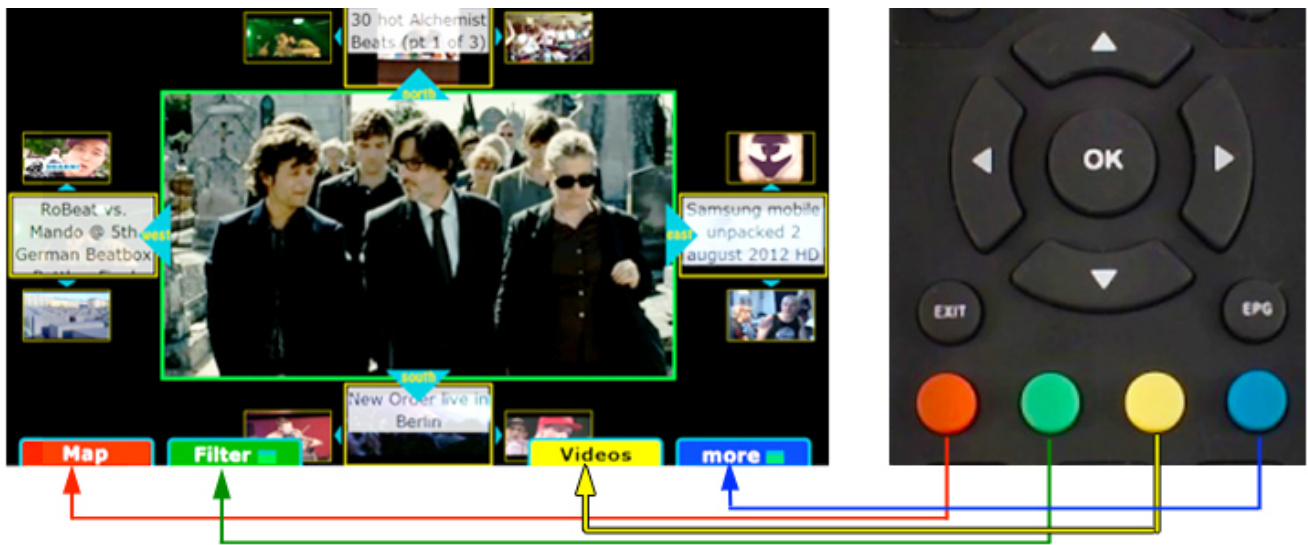 30 hot Alchemist
Beats (pt 1 of 3)
north
RoBeat vs.
Mando @ 5th
German Beatbox
west
east
Samsung mobile
unpacked 2
august 2012 HD
south
New Order live in
Berlin
Map
Filter
Videos
more
OK
EXIT
EPG